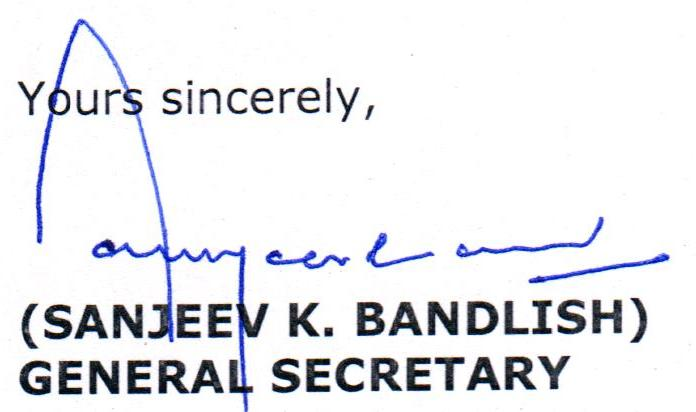 Yours sincerely,
(SANJEEV K. BANDLISH)
GENERAL SECRETARY